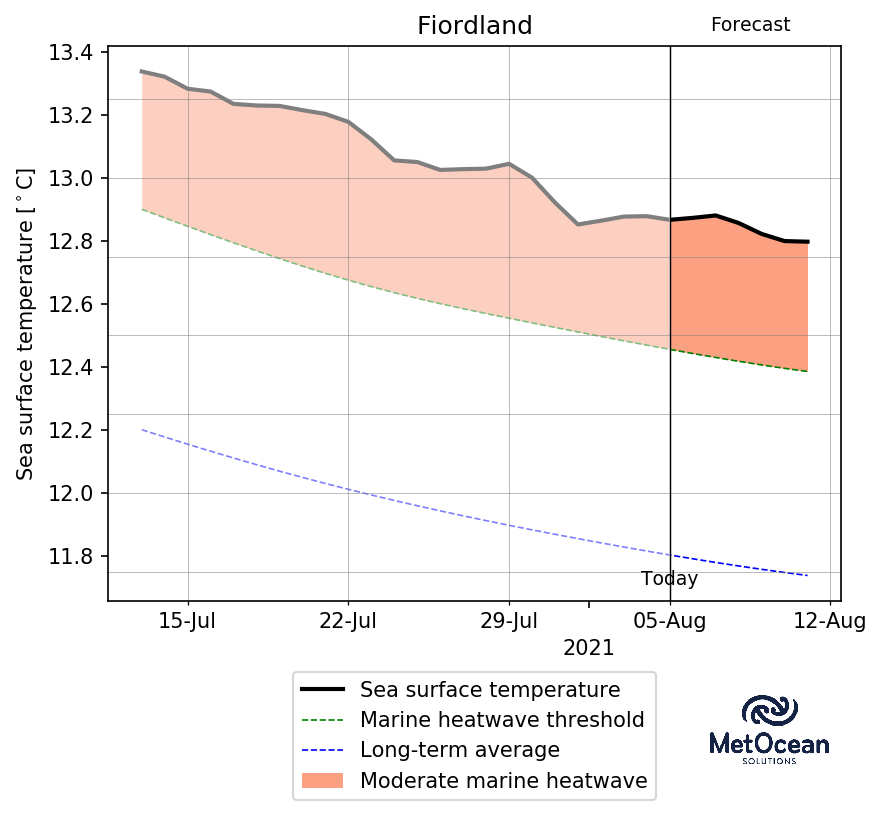 Fiordland
Forecast
Sea surface temperature [°C]
13.4
13.2
13.0
12.8
12.6
12.4
12.2
12.0
11.8
Today
15-Jul
22-Jul
29-Jul
05-Aug
12-Aug
2021
Sea surface temperature
Marine heatwave threshold
Long-term average
Moderate marine heatwave
MetOcean
SOLUTIONS